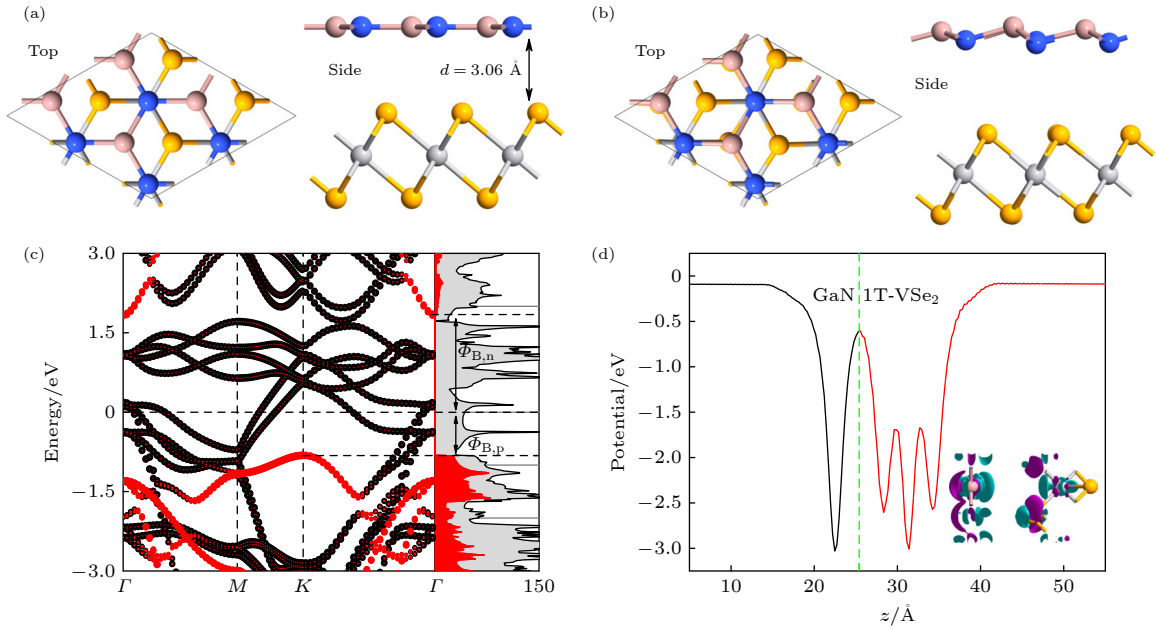 (a)
Top
Side
d = 3.06 Å
(b)
Top
Side
(c)
Energy/eV
3.0
1.5
0
−1.5
−3.0
Γ
M
K
Γ
150
ΦB,n
ΦB,p
(d)
Potential/eV
0
−0.5
−1.0
−1.5
−2.0
−2.5
−3.0
GaN 1T-VSe₂
10
20
30
40
50
z/Å